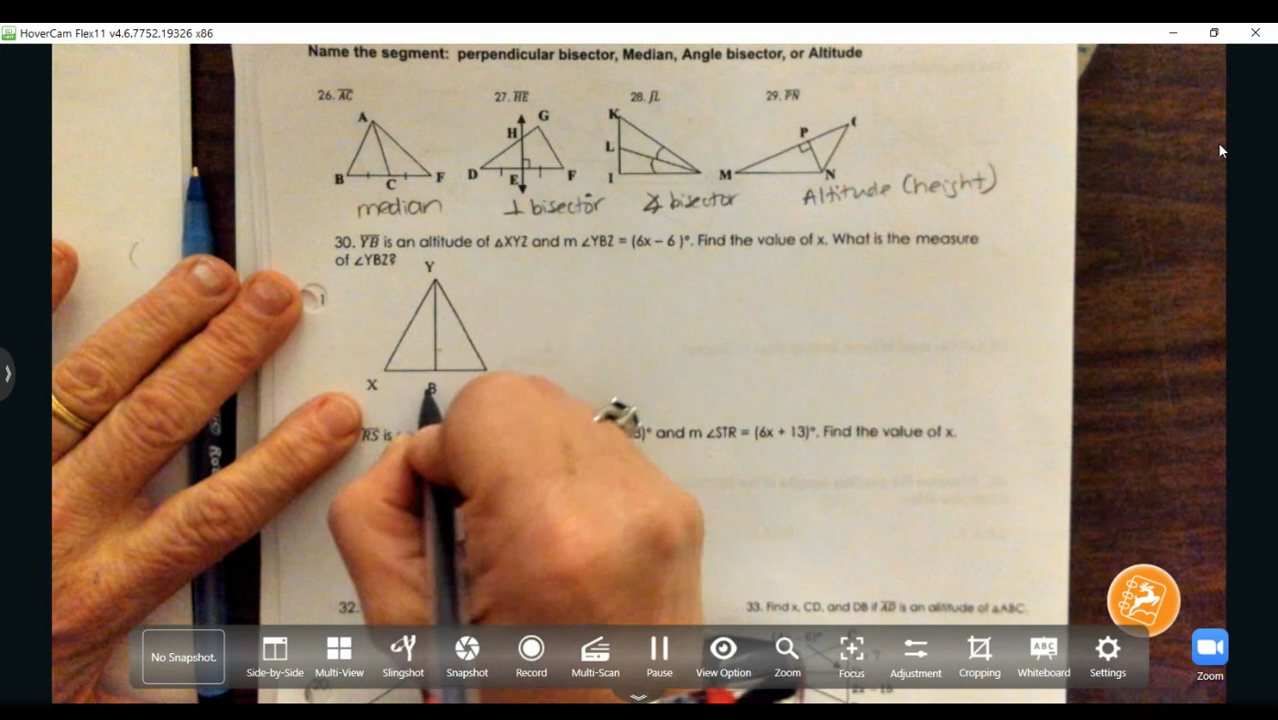 HoverCam Flex11 v4.6.7752.19326 x86
Name the segment: perpendicular bisector, Median, Angle bisector, or Altitude
26. AC 27. HE 28. JL 29. PN
A B C F
median
H G D E F
⊥ bisector
K L I
∡ bisector
P M N
Altitude (height)
30. YB is an altitude of △XYZ and m ∠YBZ = (6x – 6 )°. Find the value of x. What is the measure
of ∠YBZ?
Y
X B
RS is
)° and m ∠STR = (6x + 13)°. Find the value of x.
32.
33. Find x, CD, and DB if AD is an altitude of △ABC.
No Snapshot.
Side-by-Side Multi-View Slingshot Snapshot Record Multi-Scan Pause View Option Zoom Focus Adjustment Cropping Whiteboard Settings
Zoom